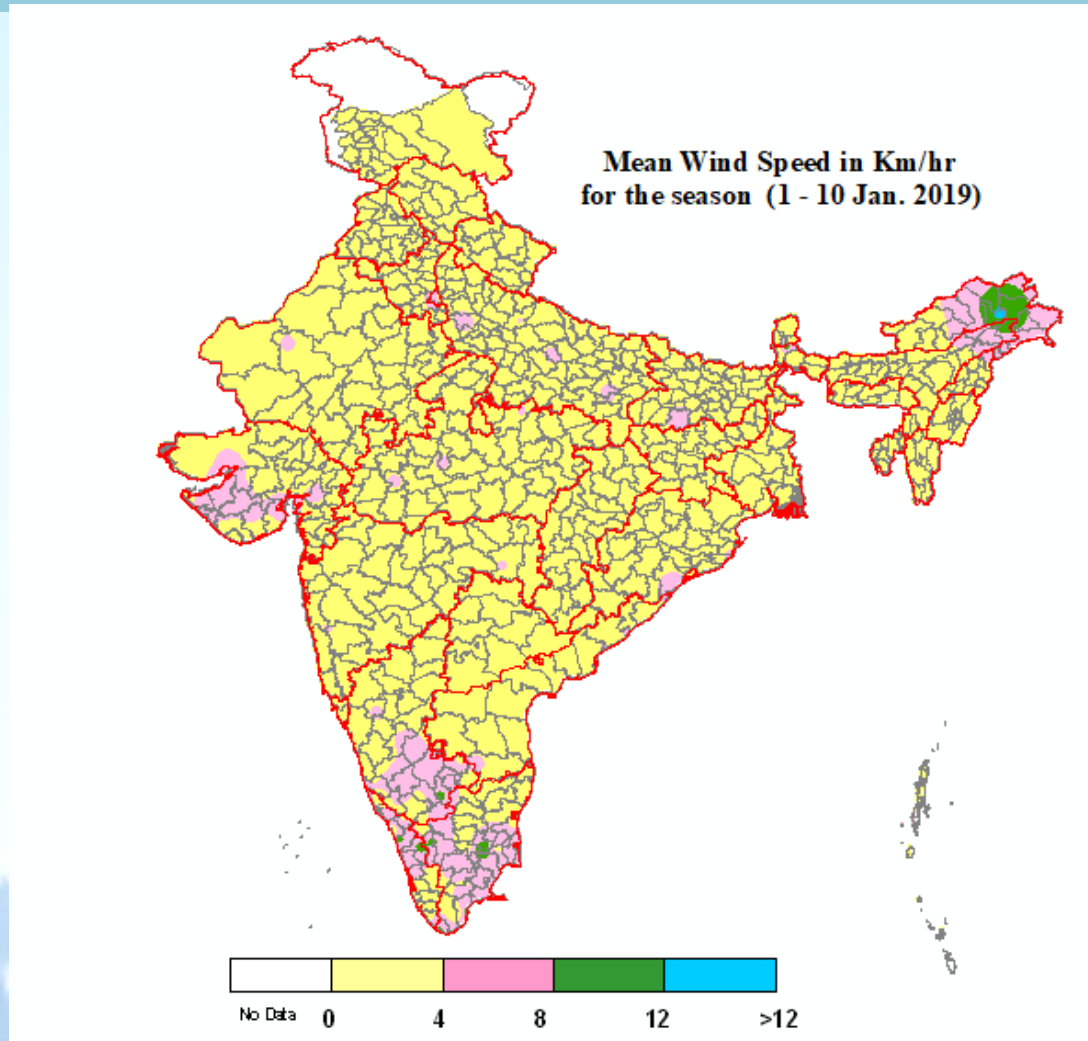 Mean Wind Speed in Km/hr
for the season (1 - 10 Jan. 2019)
No Data 0 4 8 12 >12